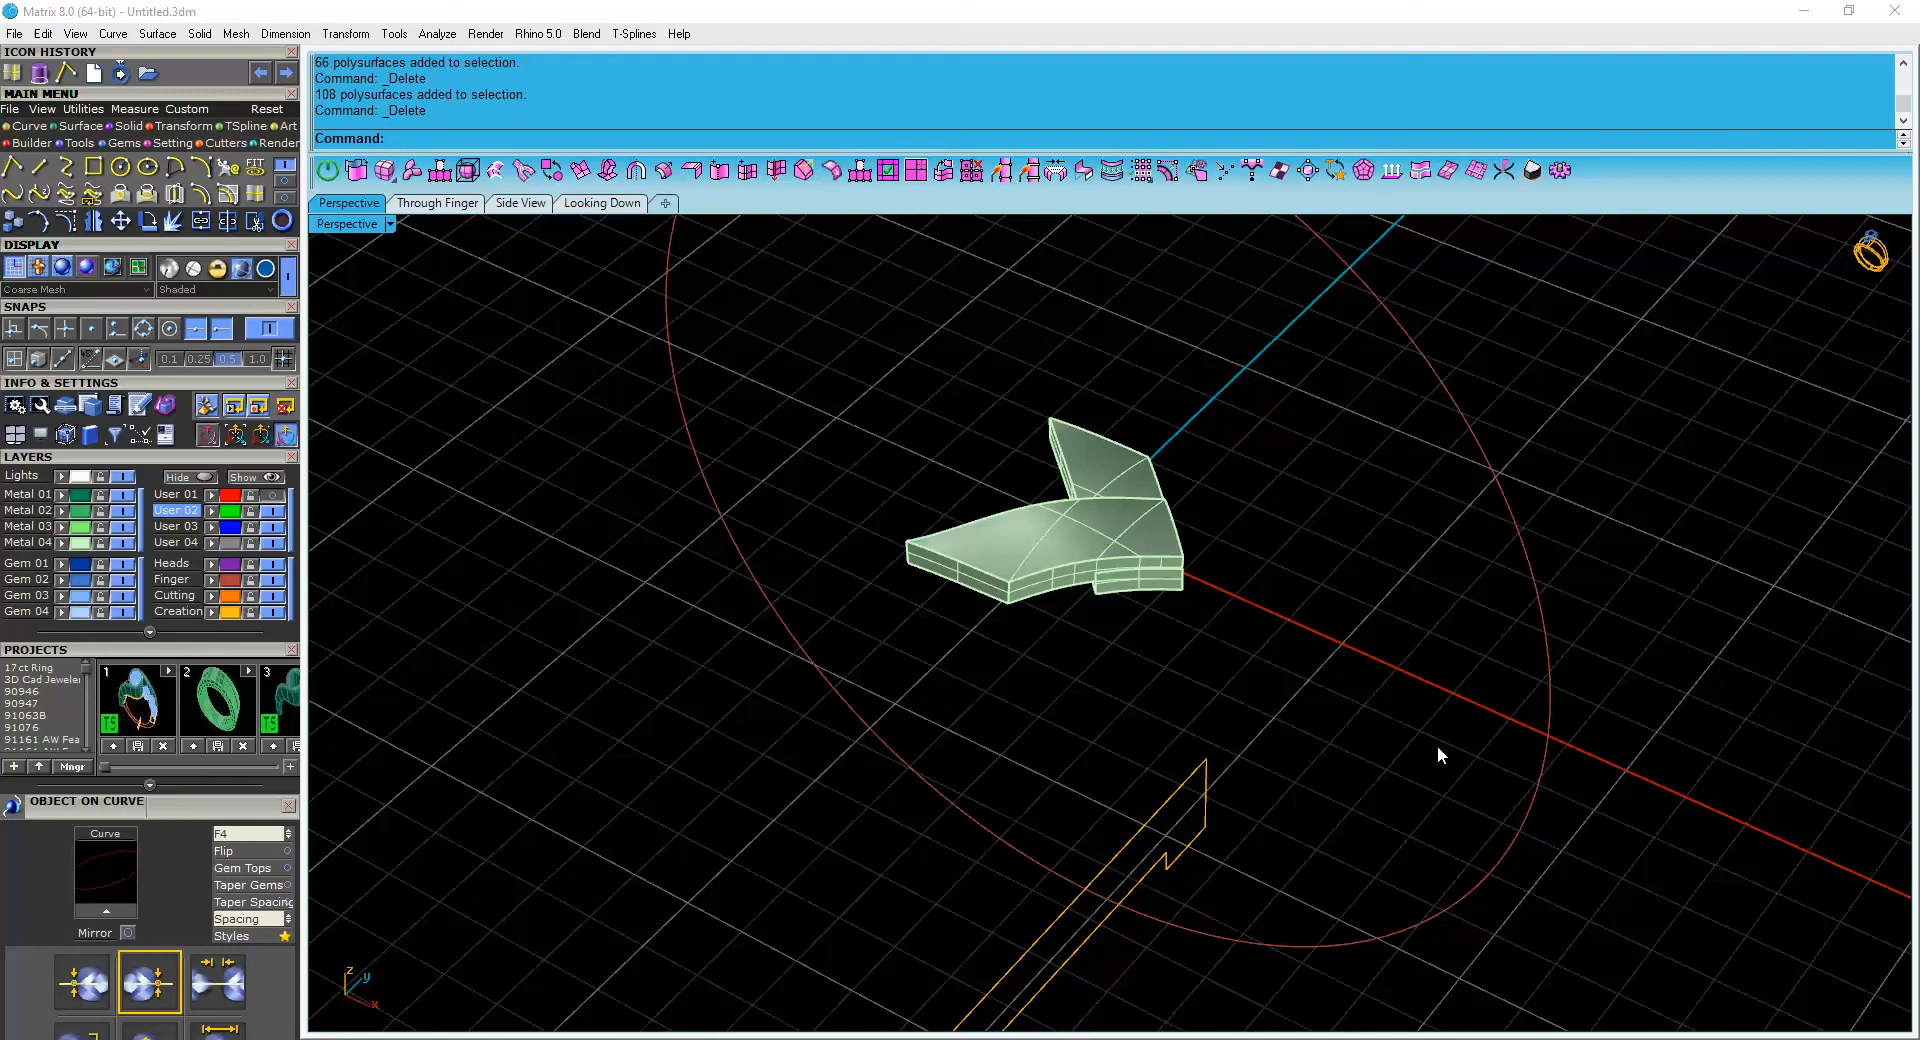 Matrix 8.0 (64-bit) - Untitled.3dm
File Edit View Curve Surface Solid Mesh Dimension Transform Tools Analyze Render Rhino 5.0 Blend T-Splines Help
ICON HISTORY
66 polysurfaces added to selection.
Command: _Delete
108 polysurfaces added to selection.
Command: _Delete
Command:
MAIN MENU
File View Utilities Measure Custom Reset
Curve Surface Solid Transform TSpline Art
Builder Tools Gems Setting Cutters Render
FIT
Perspective Through Finger Side View Looking Down
Perspective
DISPLAY
Coarse Mesh Shaded
SNAPS
0.1 0.25 0.5 1.0
INFO & SETTINGS
LAYERS
Lights Hide Show
Metal 01 User 01
Metal 02 User 02
Metal 03 User 03
Metal 04 User 04
Gem 01 Heads
Gem 02 Finger
Gem 03 Cutting
Gem 04 Creation
PROJECTS
17ct Ring
3D Cad Jeweler
90946
90947
91063B
91076
91161 AW Fea
1 2 3
TS TS
Mngr
OBJECT ON CURVE
Curve
F4
Flip
Gem Tops
Taper Gems
Taper Spacing
Spacing
Mirror
Styles
z
y
x